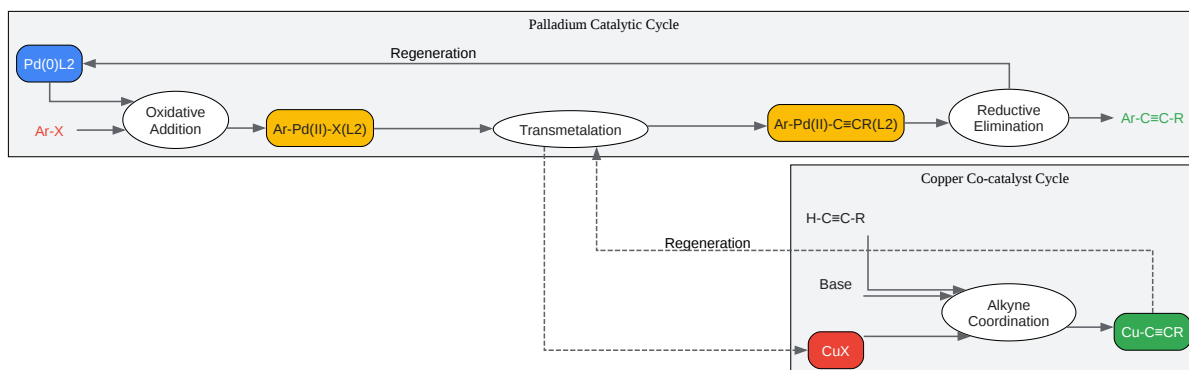 Palladium Catalytic Cycle
Regeneration
Pd(0)L2
Oxidative
Addition
Ar-X
Ar-Pd(II)-X(L2)
Transmetalation
Ar-Pd(II)-C≡CR(L2)
Reductive
Elimination
Ar-C≡C-R
Copper Co-catalyst Cycle
H-C≡C-R
Regeneration
Base
Alkyne
Coordination
CuX
Cu-C≡CR